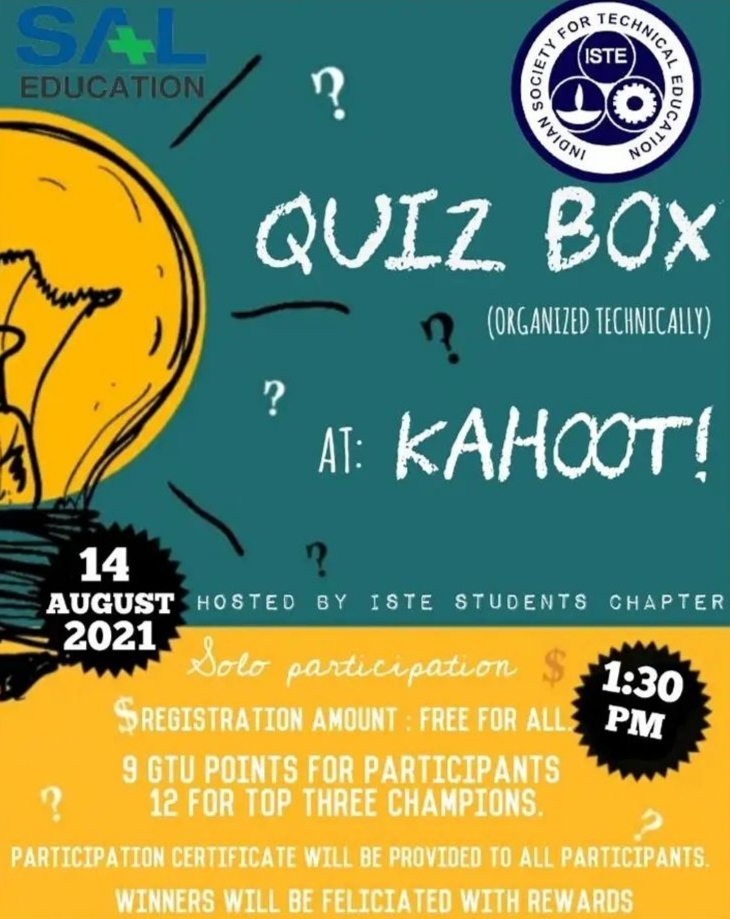 SAL
EDUCATION
INDIAN SOCIETY FOR TECHNICAL EDUCATION
ISTE
QUIZ BOX
(ORGANIZED TECHNICALLY)
AT: KAHOOT!
14
AUGUST
2021
HOSTED BY ISTE STUDENTS CHAPTER
Solo participation $
1:30
PM
$REGISTRATION AMOUNT : FREE FOR ALL.
9 GTU POINTS FOR PARTICIPANTS
12 FOR TOP THREE CHAMPIONS.
PARTICIPATION CERTIFICATE WILL BE PROVIDED TO ALL PARTICIPANTS.
WINNERS WILL BE FELICIATED WITH REWARDS